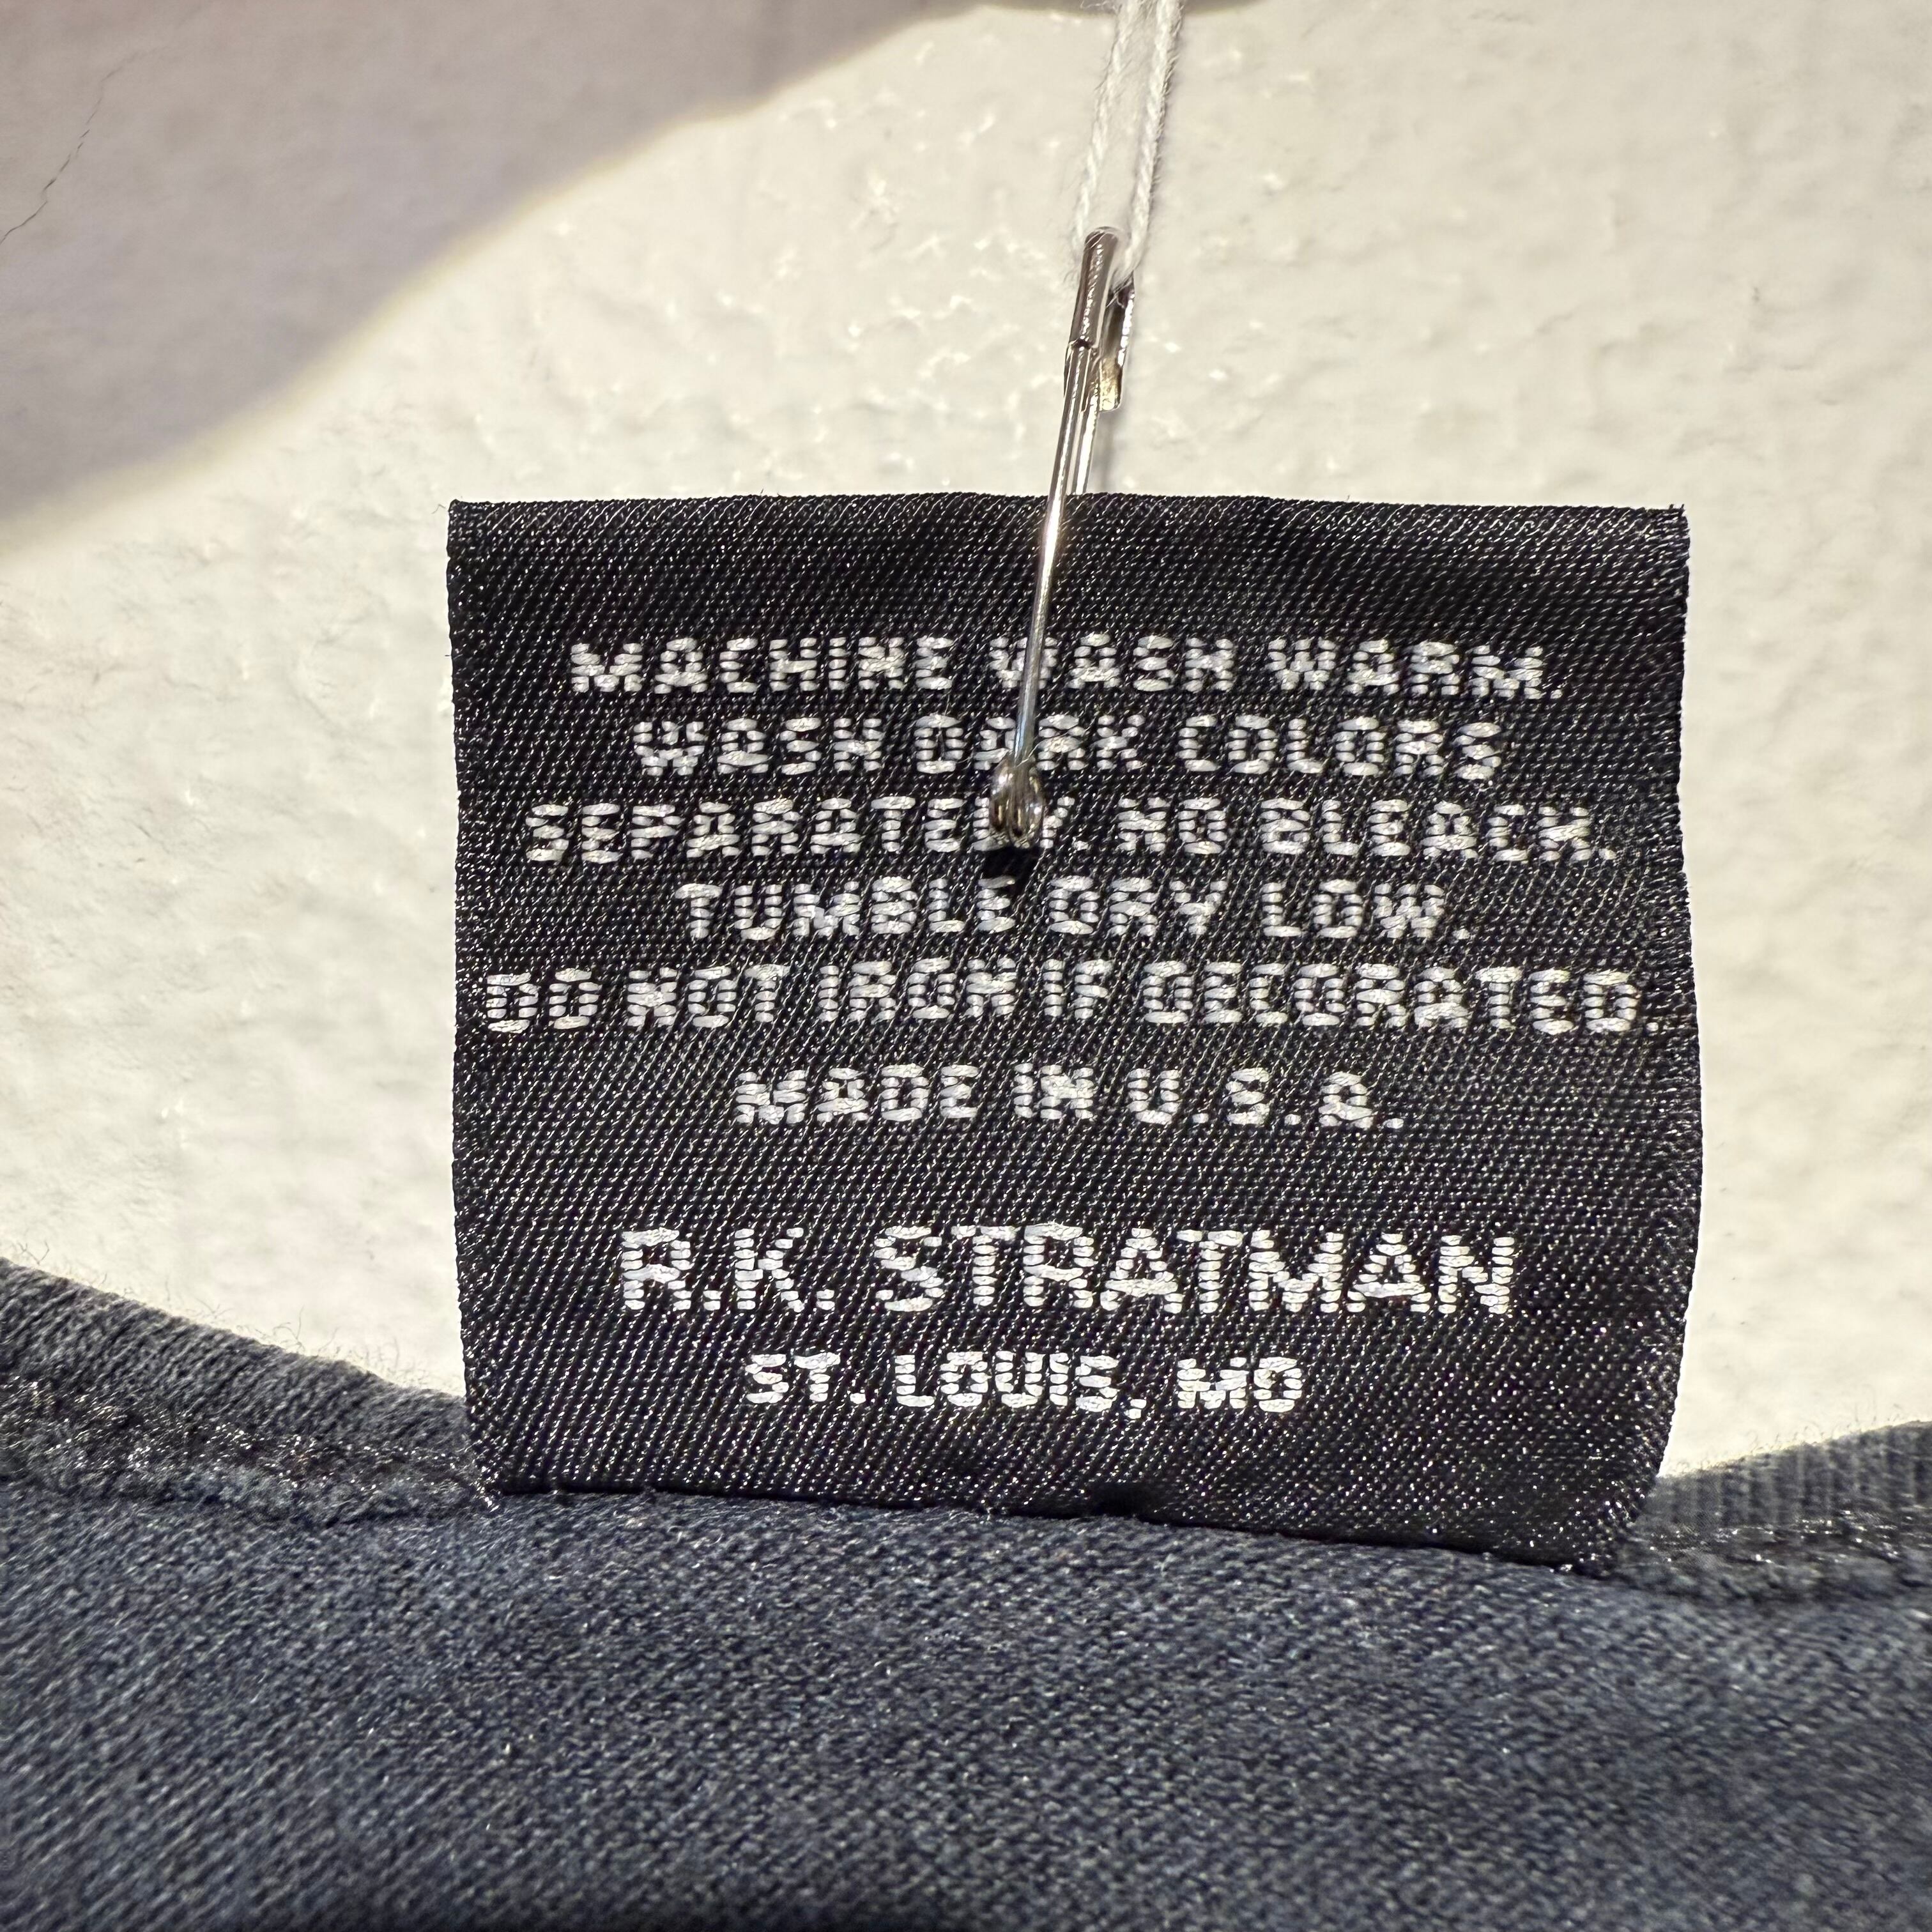 MACHINE WASH WARM.
WASH DARK COLORS
SEPARATELY. NO BLEACH.
TUMBLE DRY LOW.
DO NOT IRON IF DECORATED.
MADE IN U.S.A.
R.K. STRATMAN
ST. LOUIS, MO